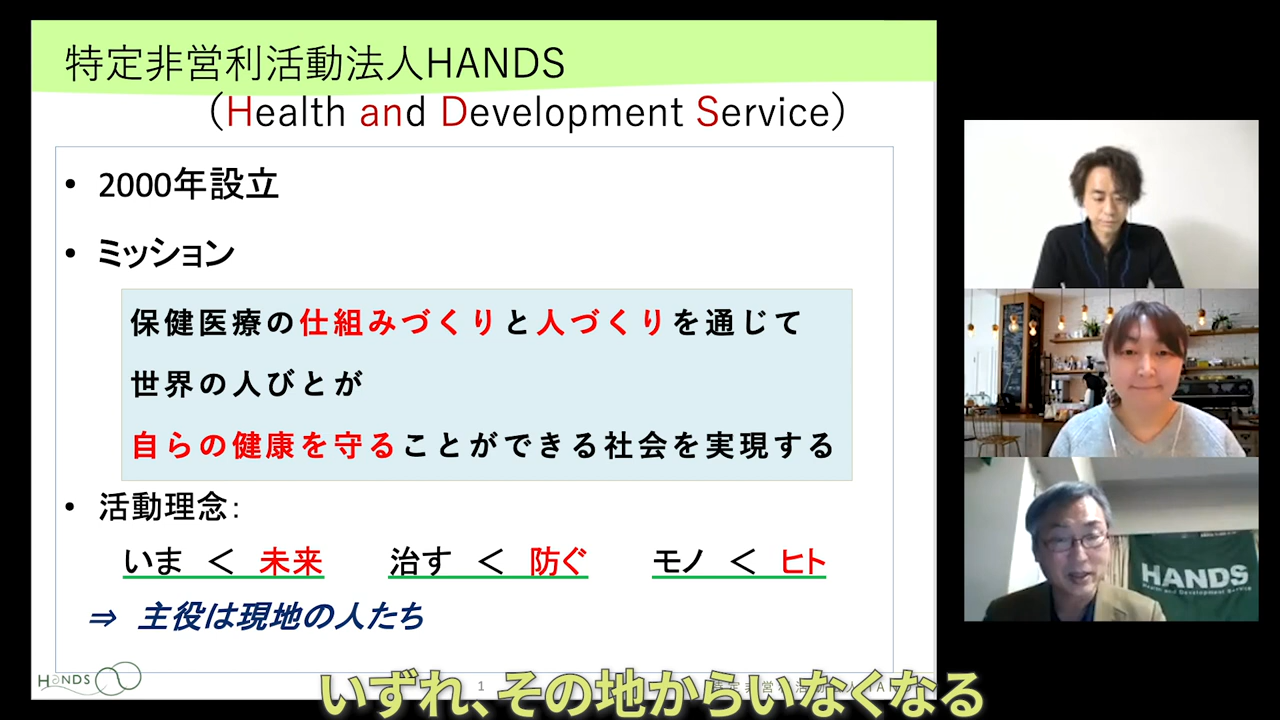 特定非営利活動法人HANDS
（Health and Development Service）
• 2000年設立
• ミッション
保健医療の仕組みづくりと人づくりを通じて
世界の人びとが
自らの健康を守ることができる社会を実現する
• 活動理念：
いま ＜ 未来　治す ＜ 防ぐ　モノ ＜ ヒト
⇒ 主役は現地の人たち
HANDS
1
いずれ、その地からいなくなる
HANDS
Health and Development Service